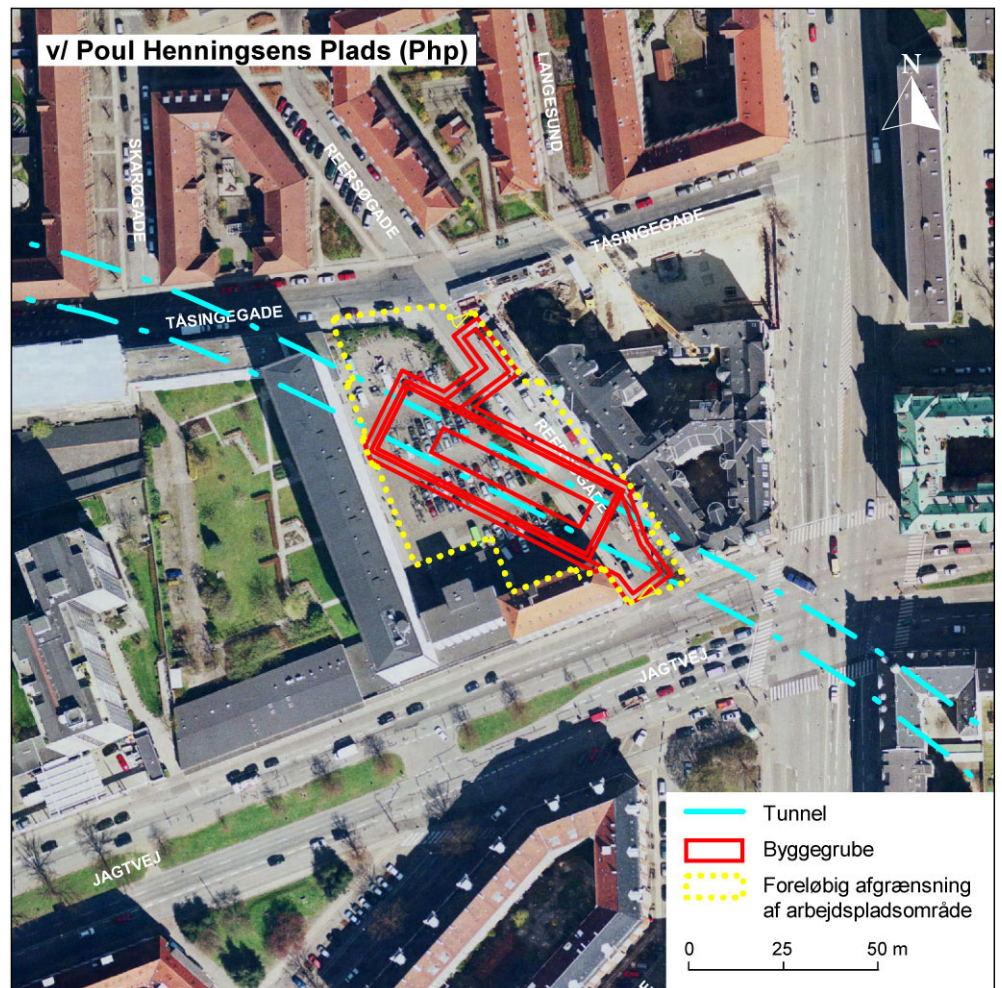 v/ Poul Henningsens Plads (Php)
N
LANGESUND
SKARØGADE
REERSØGADE
TÅSINGEGADE
TÅSINGEGADE
REERSØGADE
JAGTVEJ
JAGTVEJ
Tunnel
Byggegrube
Foreløbig afgrænsning
af arbejdspladsområde
0 25 50 m